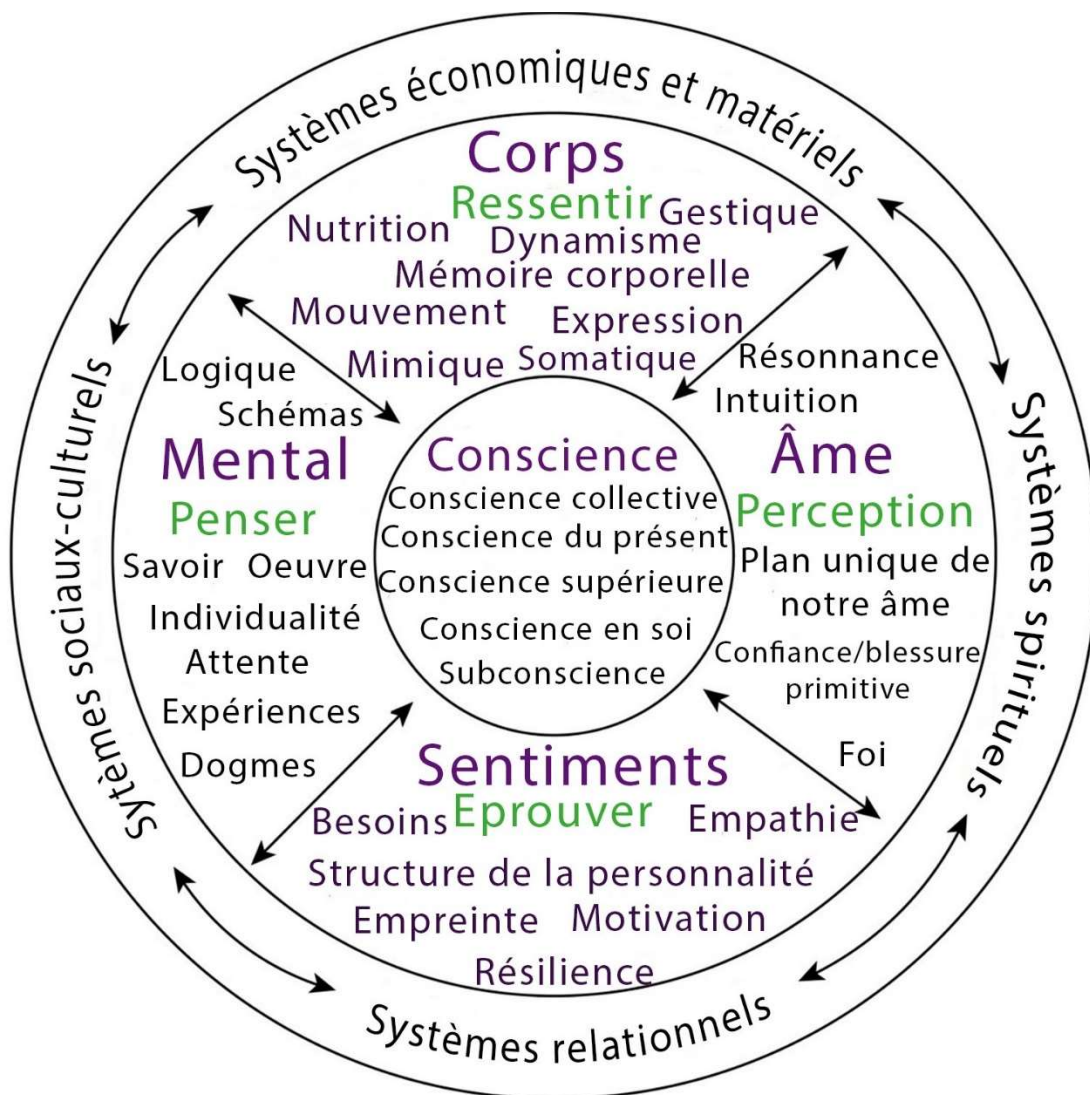 Systèmes économiques et matériels
Corps
Ressentir
Nutrition
Gestique
Dynamisme
Mémoire corporelle
Mouvement
Expression
Mimique
Somatique
Sytèmes sociaux-culturels
Logique
Schémas
Mental
Penser
Savoir Oeuvre
Individualité
Attente
Expériences
Dogmes
Conscience
Conscience collective
Conscience du présent
Conscience supérieure
Conscience en soi
Subconscience
Résonnance
Intuition
Âme
Perception
Plan unique de
notre âme
Confiance/blessure
primitive
Foi
Systèmes spirituels
Sentiments
Eprouver
Besoins
Empathie
Structure de la personnalité
Empreinte Motivation
Résilience
Systèmes relationnels